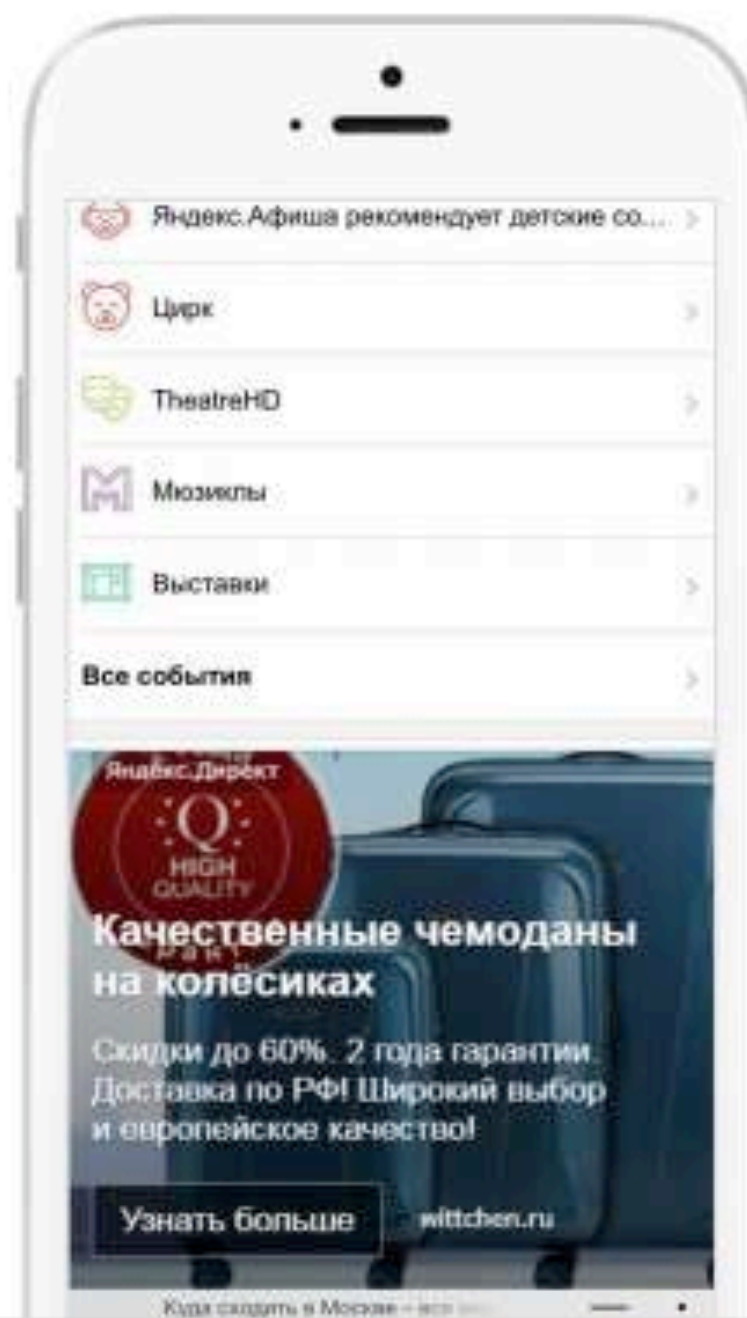 Яндекс.Афиша рекомендует детские со...
Цирк
TheatreHD
Мюзиклы
Выставки
Все события
Яндекс.Директ
Q
HIGH
QUALITY
Качественные чемоданы
на колёсиках
Скидки до 60%. 2 года гарантии.
Доставка по РФ! Широкий выбор
и европейское качество!
Узнать больше
wittchen.ru
Куда сходить в Москве – все